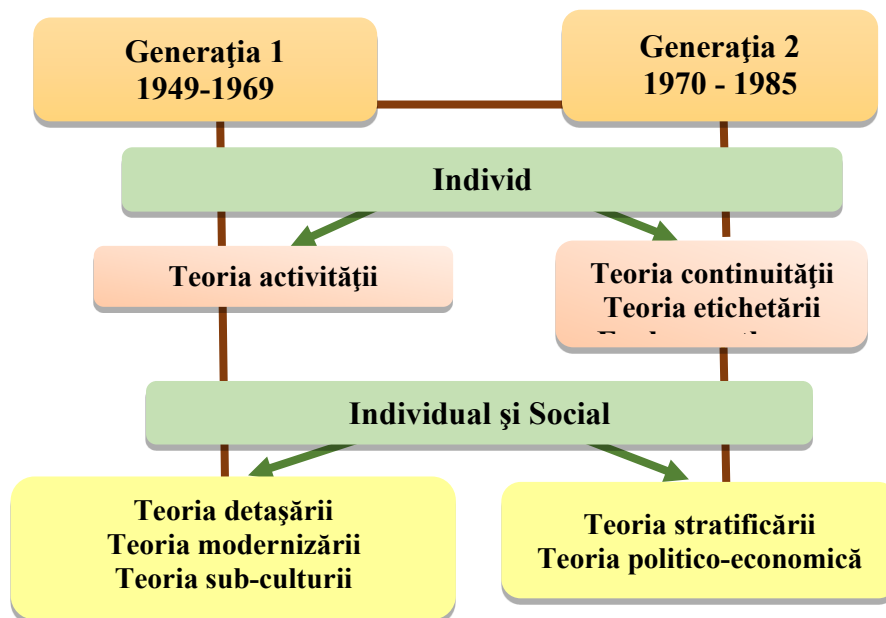 Generaţia 1
1949-1969
Generaţia 2
1970 - 1985
Individ
Teoria activităţii
Teoria continuităţii
Teoria etichetării
Individual şi Social
Teoria detaşării
Teoria modernizării
Teoria sub-culturii
Teoria stratificării
Teoria politico-economică